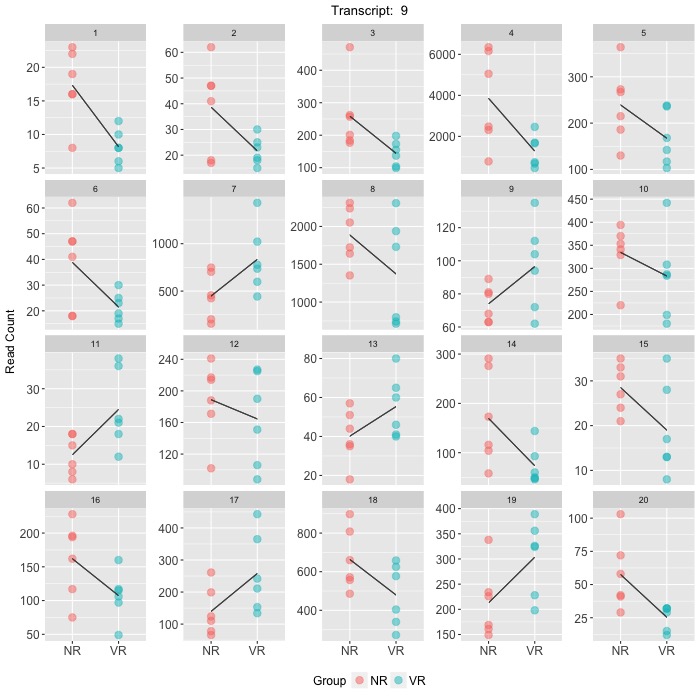 Transcript: 9
1 2 3 4 5
20 15 10 5
60 50 40 30 20
400 300 200 100
6000 4000 2000
300 200 100
6 7 8 9 10
60 50 40 30 20
1000 500
2000 1500 1000
120 100 80 60
450 400 350 300 250 200
Read Count
11 12 13 14 15
30 20 10
240 200 160 120
80 60 40 20
300 200 100
30 20 10
16 17 18 19 20
200 150 100 50
400 300 200 100
800 600 400
400 350 300 250 200 150
100 75 50 25
NR VR NR VR NR VR NR VR NR VR
Group NR VR